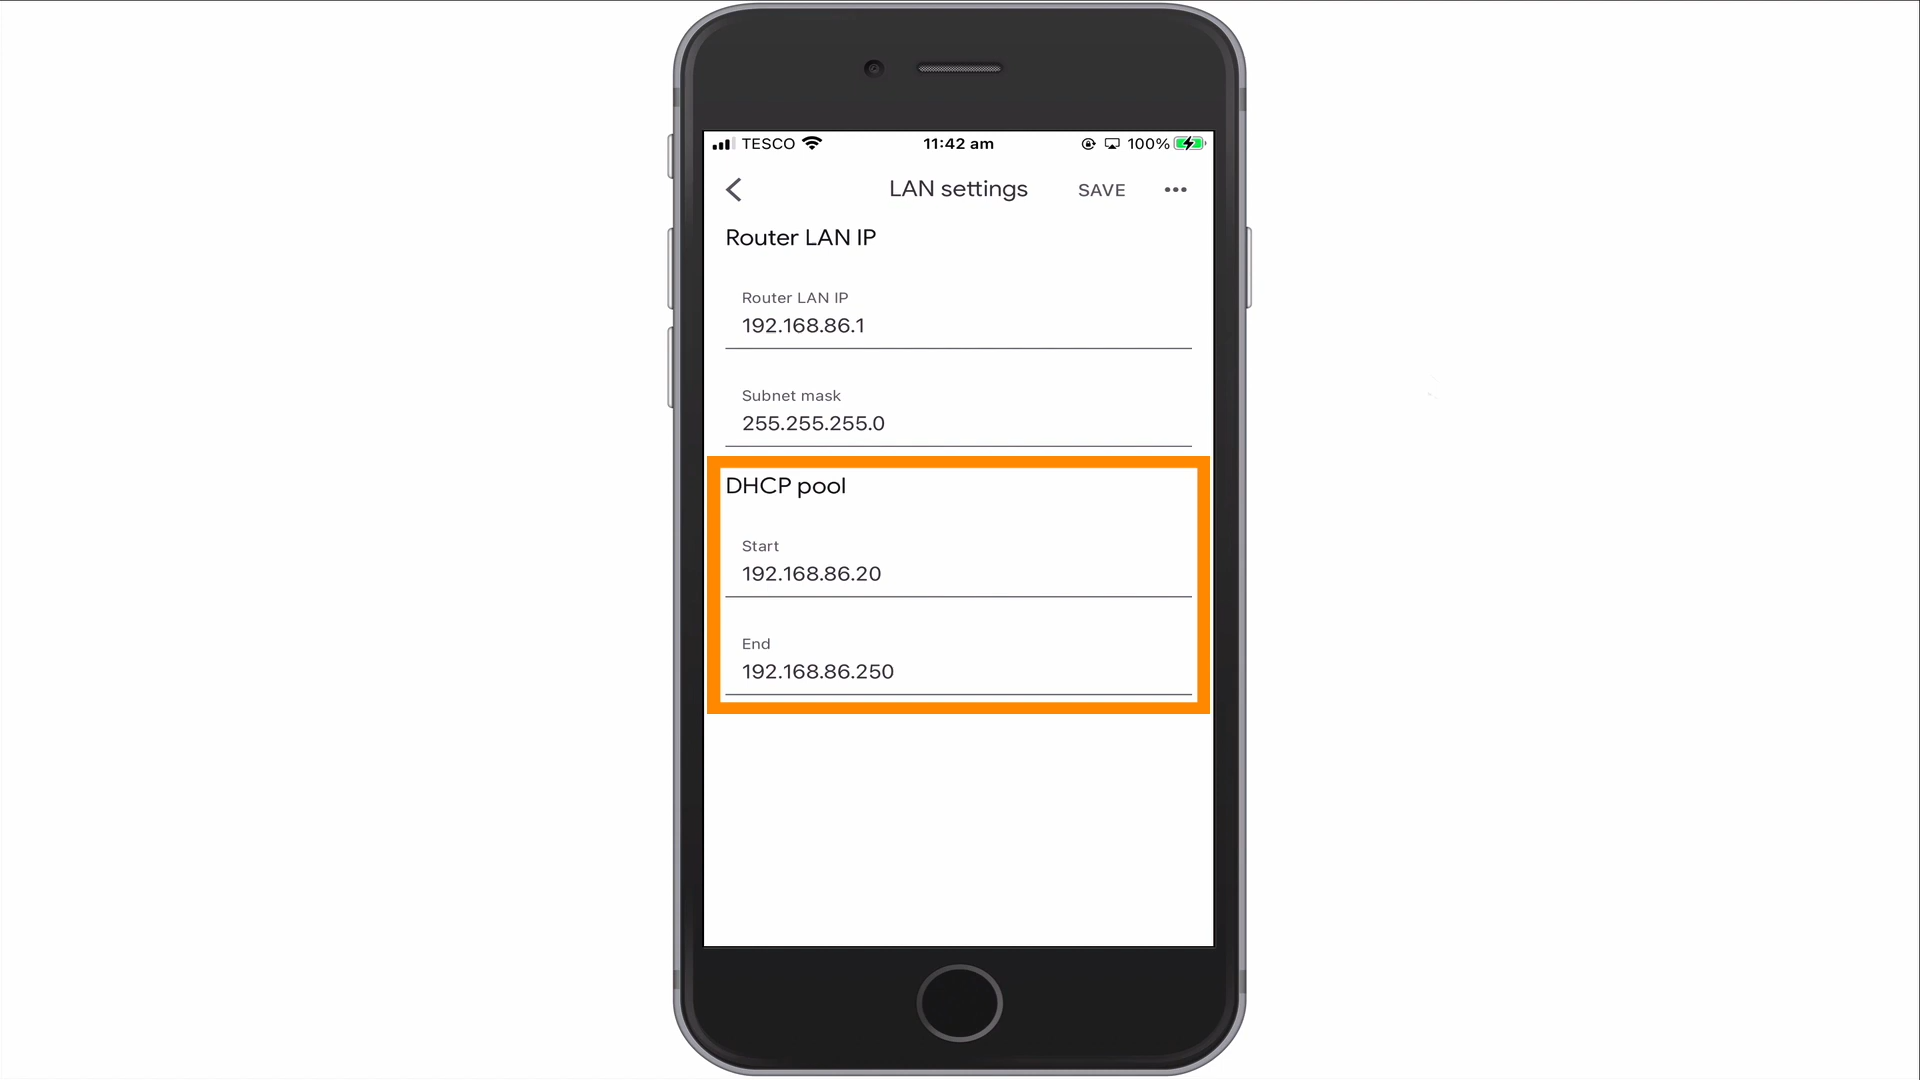 TESCO 11:42 am 100%
LAN settings SAVE
Router LAN IP
Router LAN IP
192.168.86.1
Subnet mask
255.255.255.0
DHCP pool
Start
192.168.86.20
End
192.168.86.250